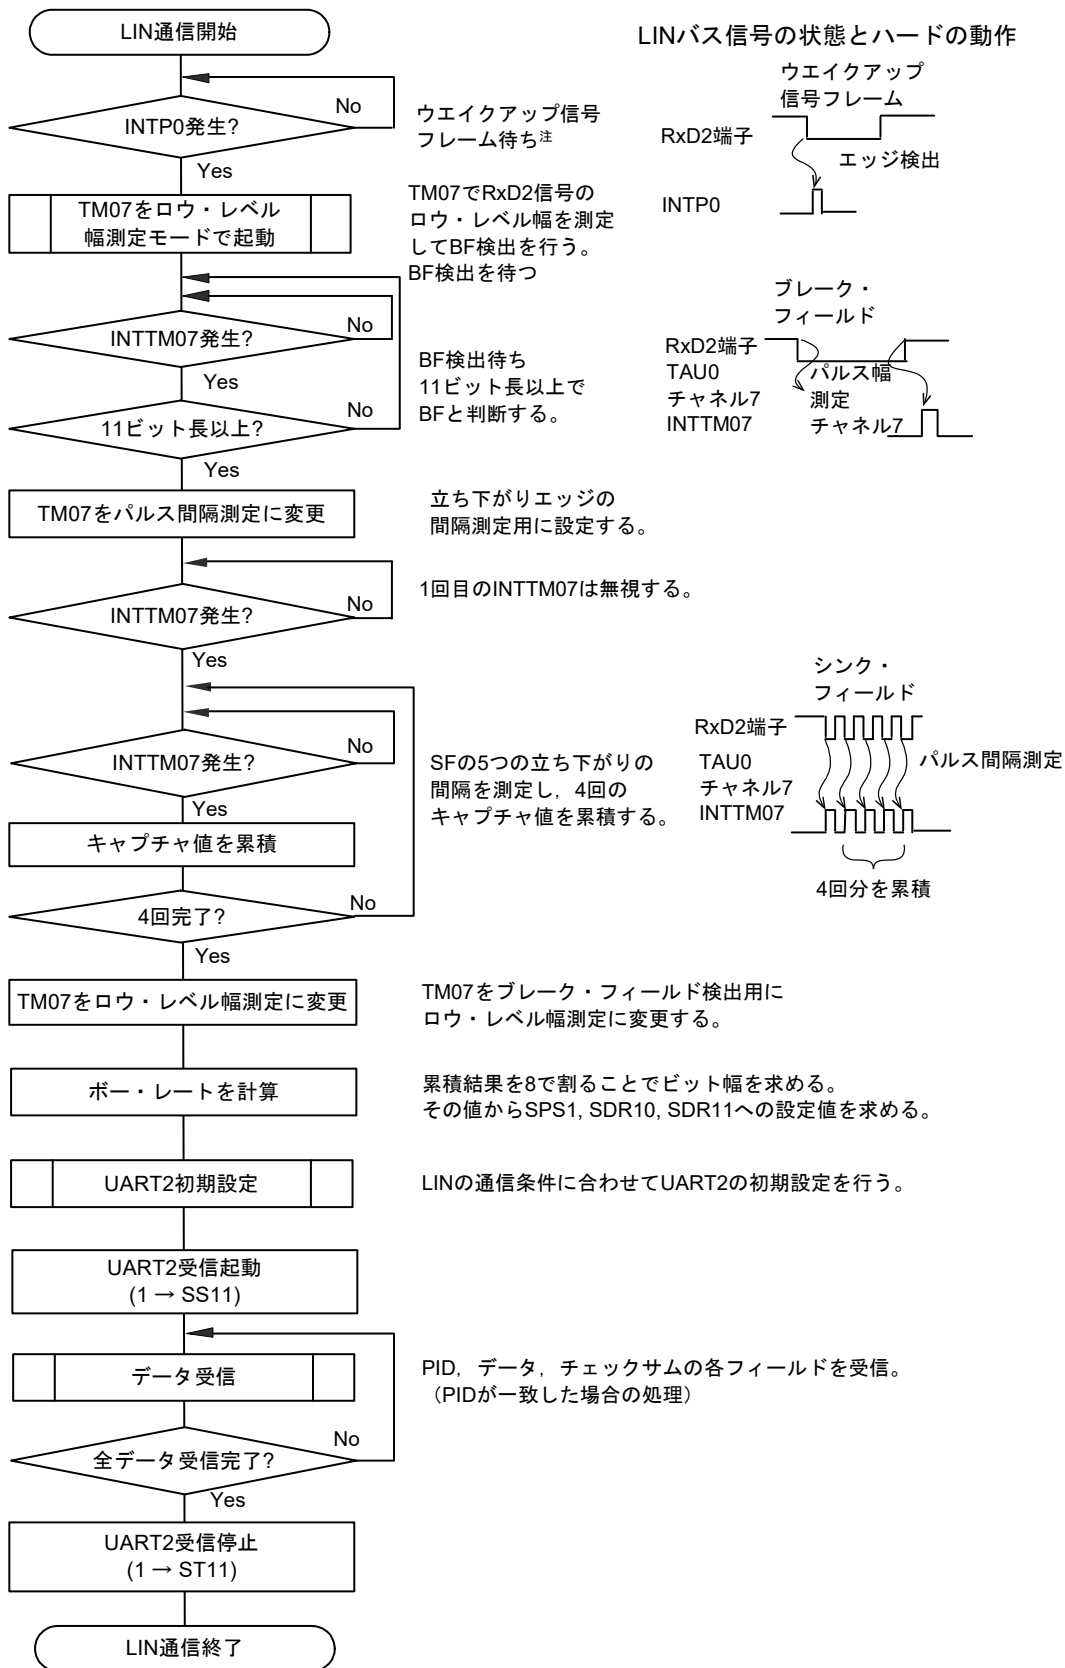 LIN通信開始
LINバス信号の状態とハードの動作
No
INTP0発生?
Yes
ウエイクアップ信号
フレーム待ち注
ウエイクアップ
信号フレーム
RxD2端子
エッジ検出
INTP0
TM07をロウ・レベル
幅測定モードで起動
TM07でRxD2信号の
ロウ・レベル幅を測定
してBF検出を行う。
BF検出を待つ
No
INTTM07発生?
Yes
No
11ビット長以上?
Yes
BF検出待ち
11ビット長以上で
BFと判断する。
ブレーク・
フィールド
RxD2端子
TAU0
チャネル7
INTTM07
パルス幅
測定
チャネル7
TM07をパルス間隔測定に変更
立ち下がりエッジの
間隔測定用に設定する。
No
INTTM07発生?
Yes
1回目のINTTM07は無視する。
No
INTTM07発生?
Yes
キャプチャ値を累積
No
4回完了?
Yes
SFの5つの立ち下がりの
間隔を測定し，4回の
キャプチャ値を累積する。
シンク・
フィールド
RxD2端子
TAU0
チャネル7
INTTM07
パルス間隔測定
4回分を累積
TM07をロウ・レベル幅測定に変更
TM07をブレーク・フィールド検出用に
ロウ・レベル幅測定に変更する。
ボー・レートを計算
累積結果を8で割ることでビット幅を求める。
その値からSPS1, SDR10, SDR11への設定値を求める。
UART2初期設定
LINの通信条件に合わせてUART2の初期設定を行う。
UART2受信起動
(1 → SS11)
データ受信
PID，データ，チェックサムの各フィールドを受信。
（PIDが一致した場合の処理）
No
全データ受信完了?
Yes
UART2受信停止
(1 → ST11)
LIN通信終了